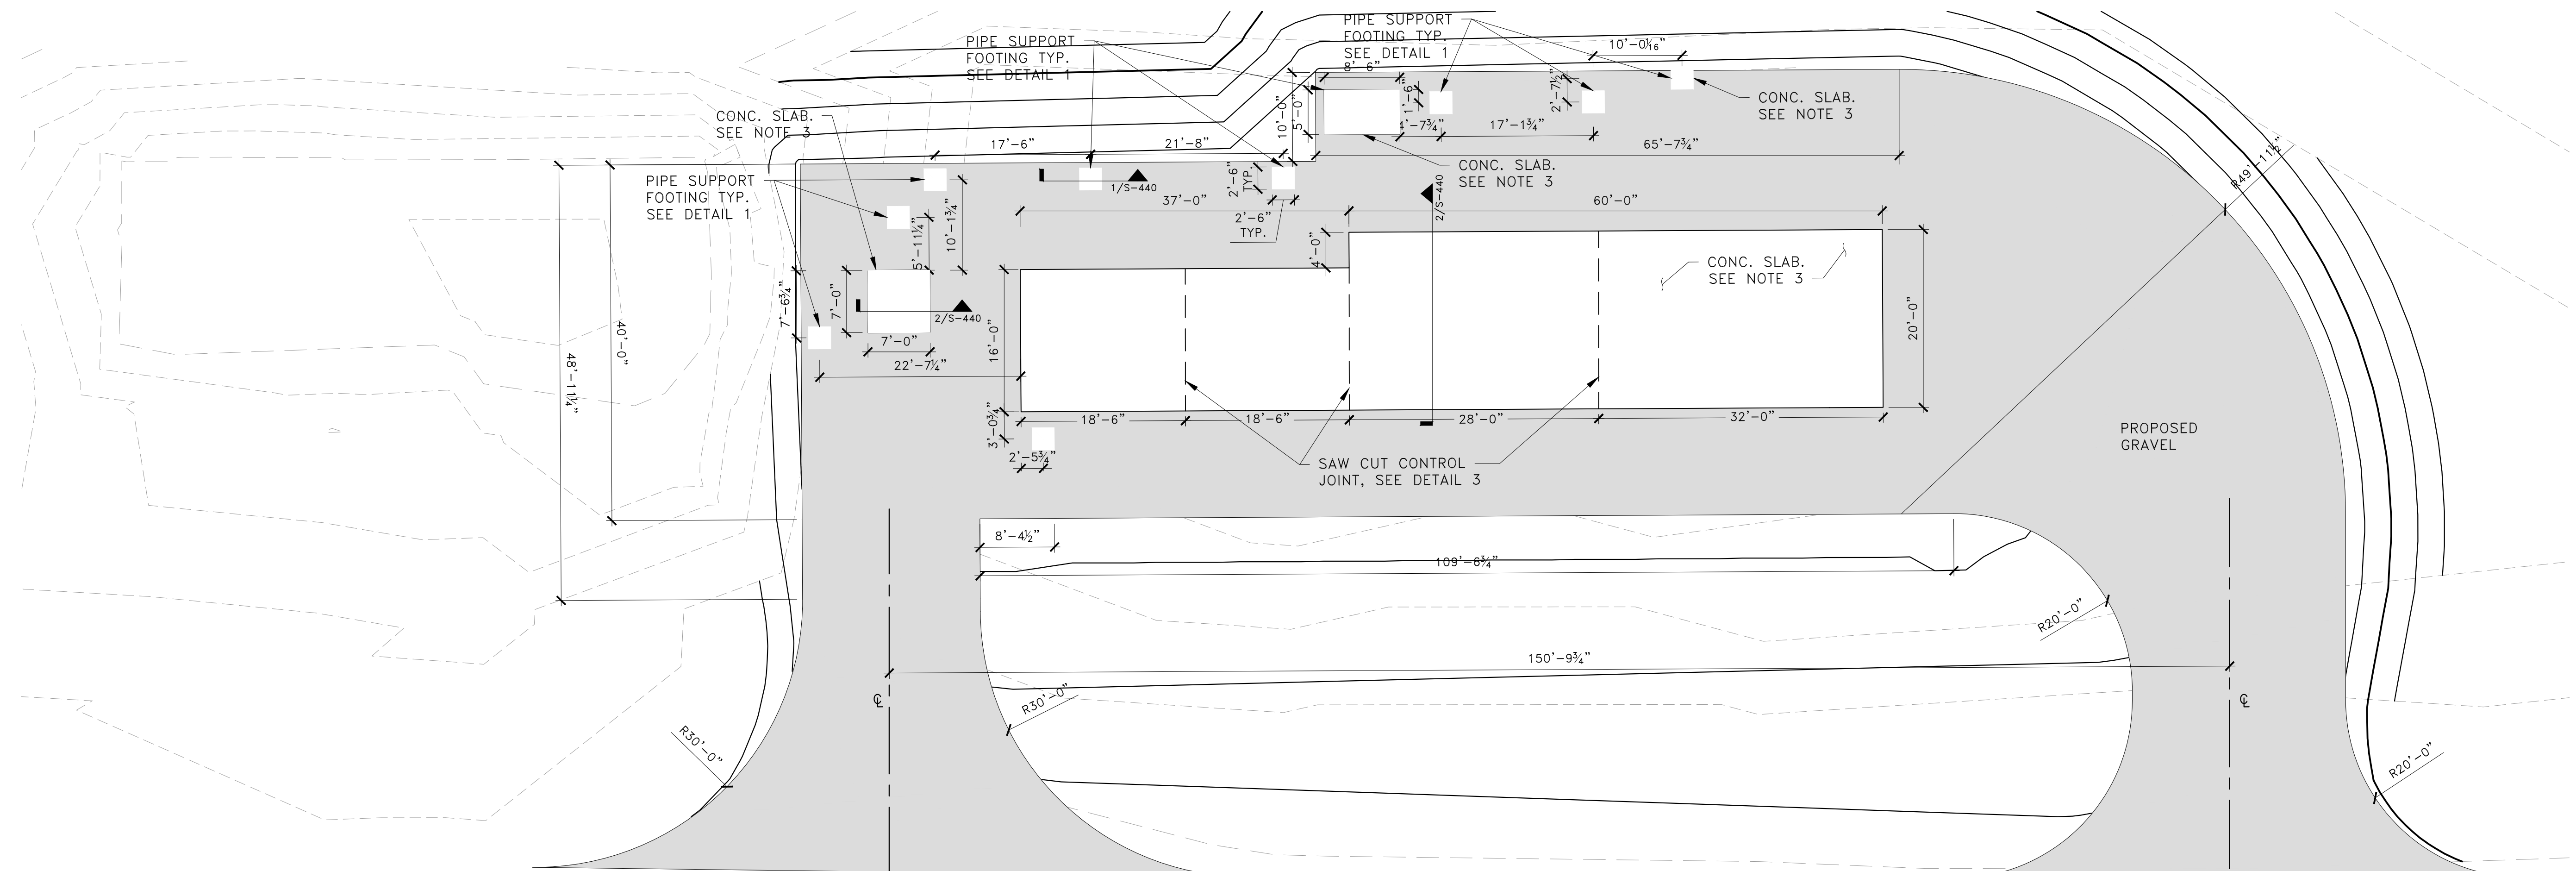 PIPE SUPPORT
FOOTING TYP.
SEE DETAIL 1
PIPE SUPPORT
FOOTING TYP.
SEE DETAIL 1
10'-0 1/16"
8'-6"
1'-6"
2'-7½"
CONC. SLAB.
SEE NOTE 3
CONC. SLAB.
SEE NOTE 3
10'-0"
5'-0"
4'-7¾"
17'-1¾"
65'-7¾"
17'-6"
21'-8"
CONC. SLAB.
SEE NOTE 3
R49'-11½"
PIPE SUPPORT
FOOTING TYP.
SEE DETAIL 1
1/S-440
2'-6"
TYP.
2/S-440
37'-0"
60'-0"
2'-6"
TYP.
5'-11¼"
10'-1¾"
4'-0"
CONC. SLAB.
SEE NOTE 3
7'-6¾"
7'-0"
2/S-440
7'-0"
22'-7¼"
16'-0"
20'-0"
40'-0"
48'-11¼"
3'-0¾"
18'-6"
18'-6"
28'-0"
32'-0"
2'-5¾"
SAW CUT CONTROL
JOINT, SEE DETAIL 3
PROPOSED
GRAVEL
8'-4½"
109'-6¾"
R20'-0"
150'-9¾"
℄
℄
R30'-0"
R30'-0"
R20'-0"